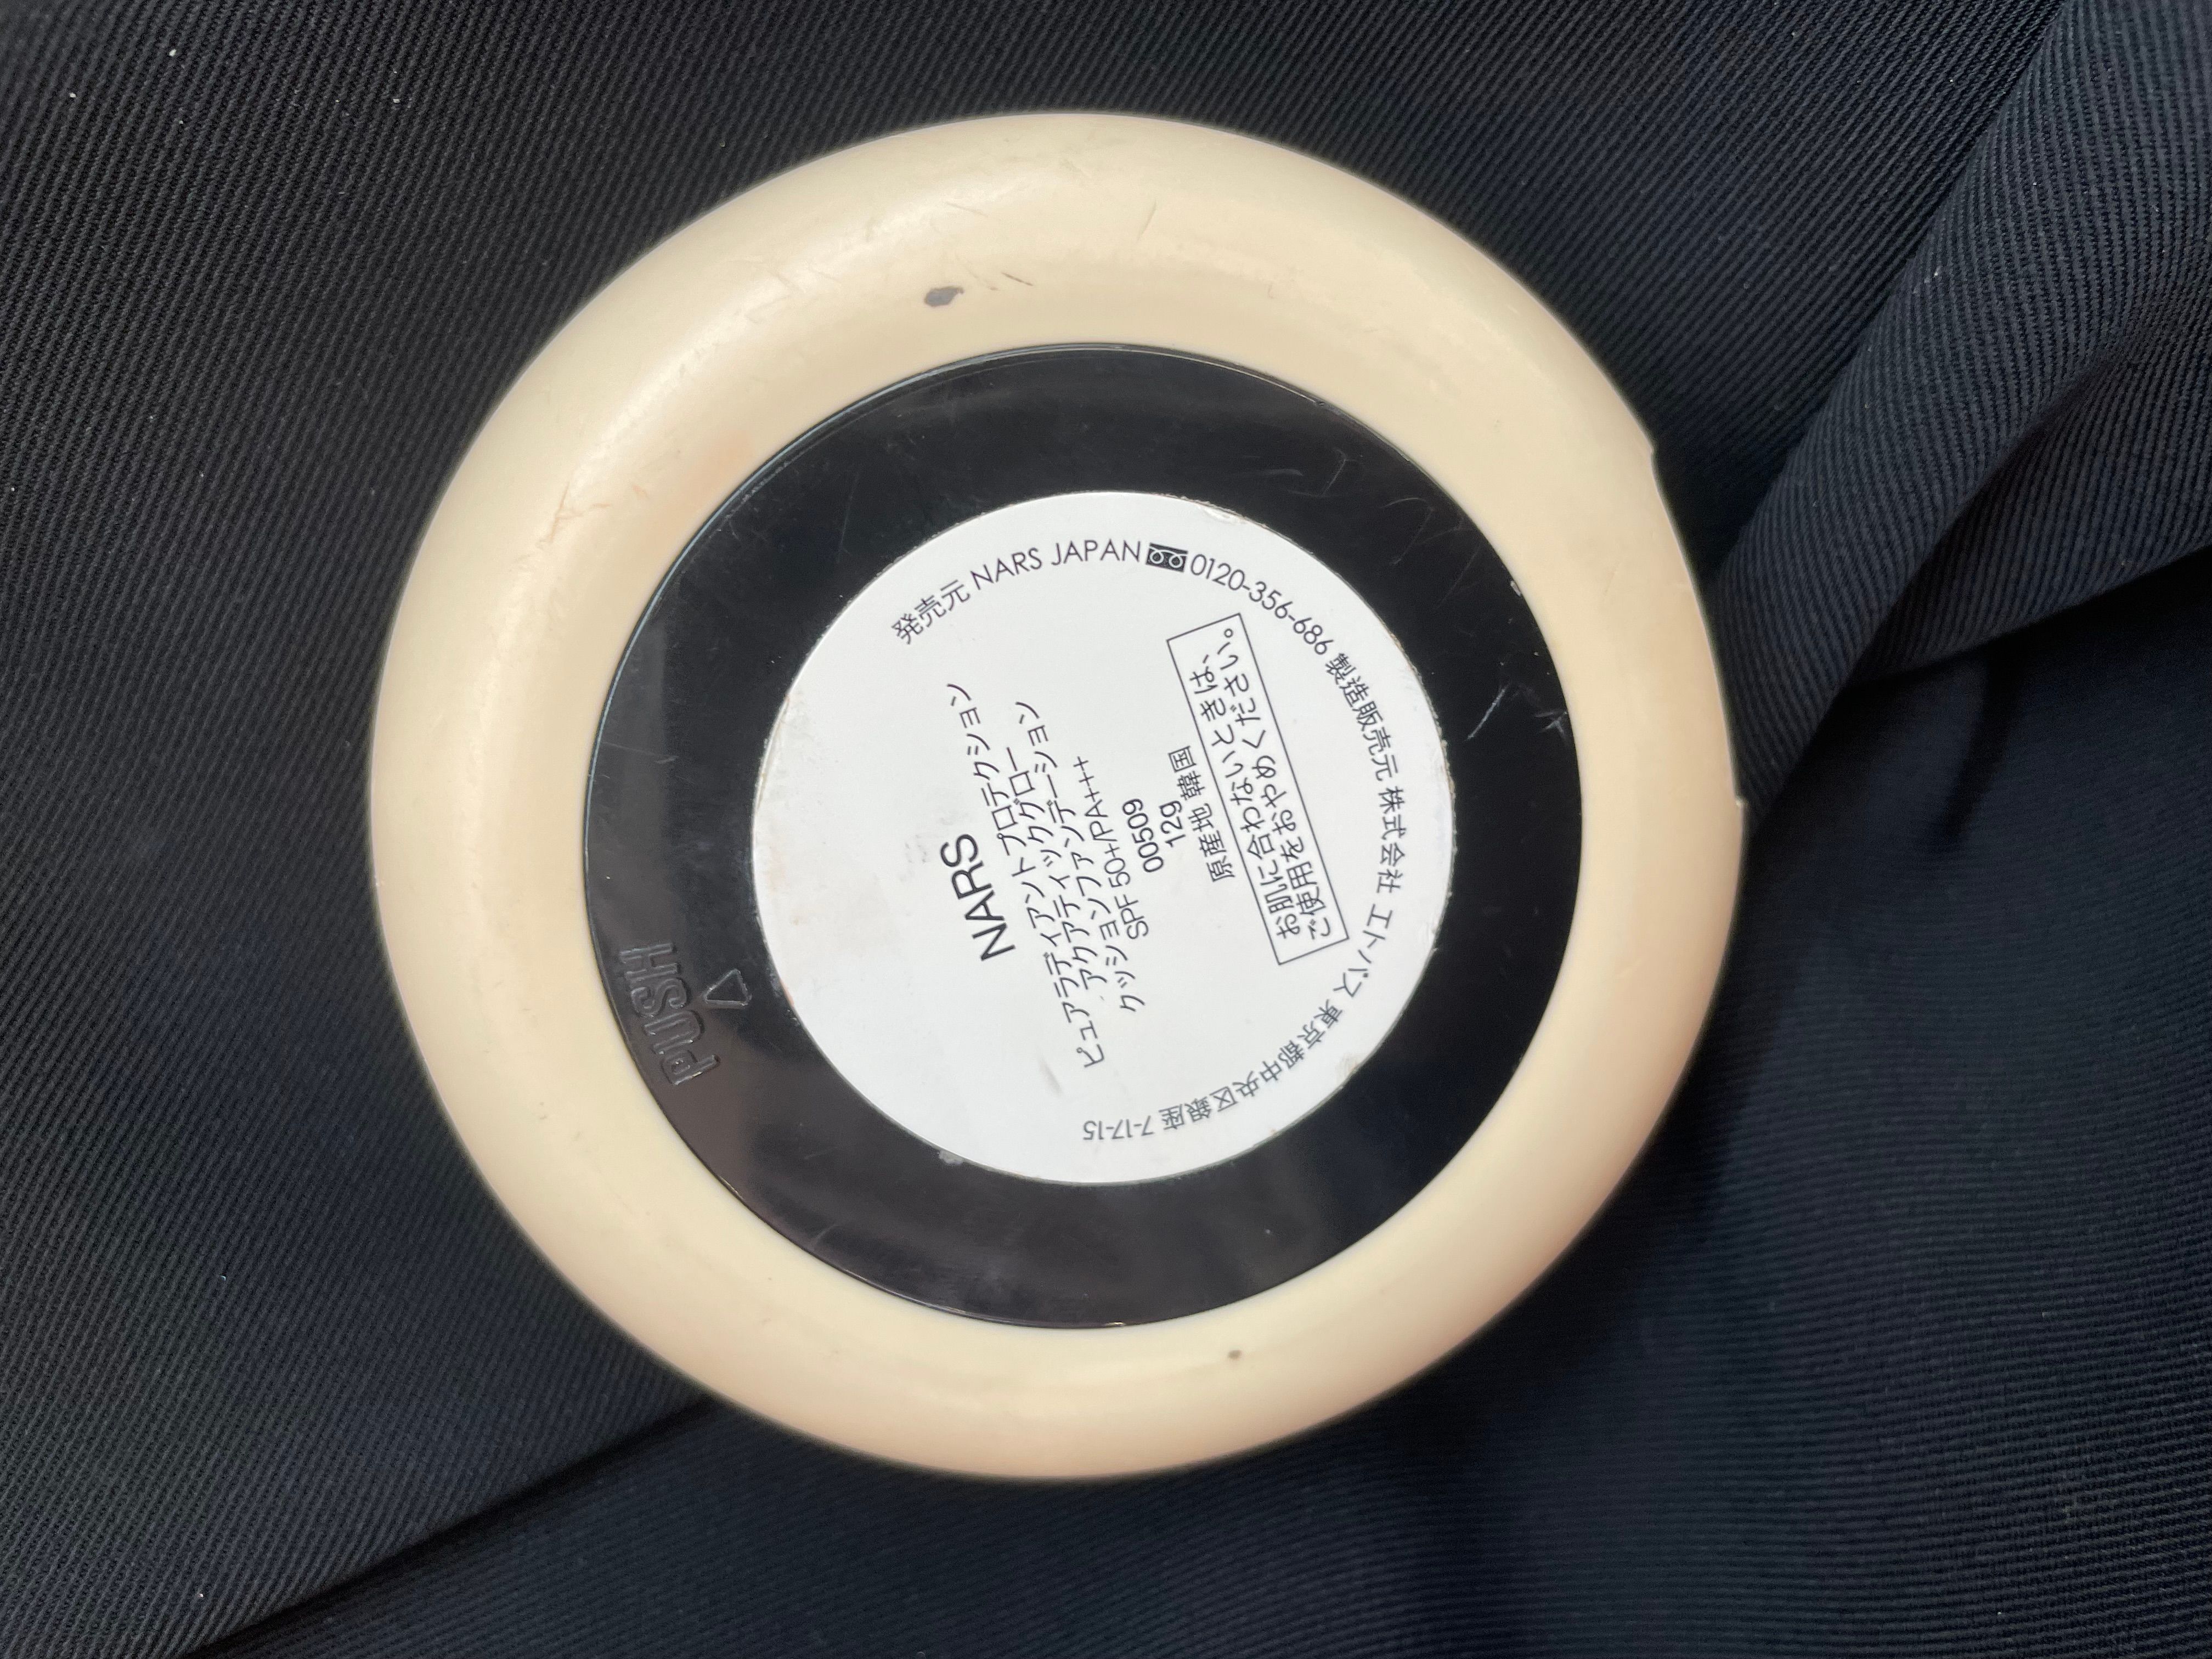 NARS
ピュアラディアント プロテクション
アクアティック グロー
クッション ファンデーション
SPF 50+/PA+++
00509
12g
原産地 韓国
お肌に合わないときは、
ご使用をおやめください。
発売元 NARS JAPAN 0120-356-686 製造販売元 株式会社 エトバス 東京都中央区銀座 7-17-15
PUSH